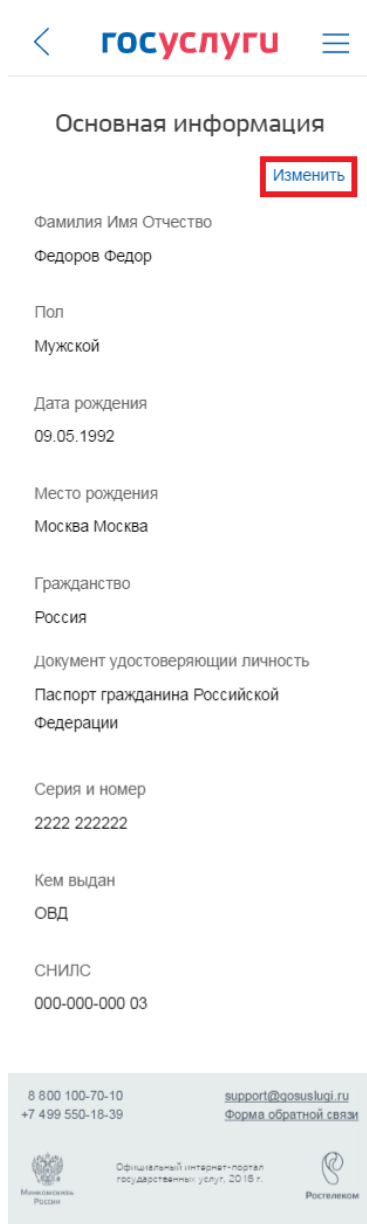 госуслуги
Основная информация
Изменить
Фамилия Имя Отчество
Федоров Федор
Пол
Мужской
Дата рождения
09.05.1992
Место рождения
Москва Москва
Гражданство
Россия
Документ удостоверяющии личность
Паспорт гражданина Российской
Федерации
Серия и номер
2222 222222
Кем выдан
ОВД
СНИЛС
000-000-000 03
8 800 100-70-10
support@gosuslugi.ru
+7 499 550-18-39
Форма обратной связи
Официальный интернет-портал
государственных услуг, 2016 г.
Минкомсвязь
России
Ростелеком